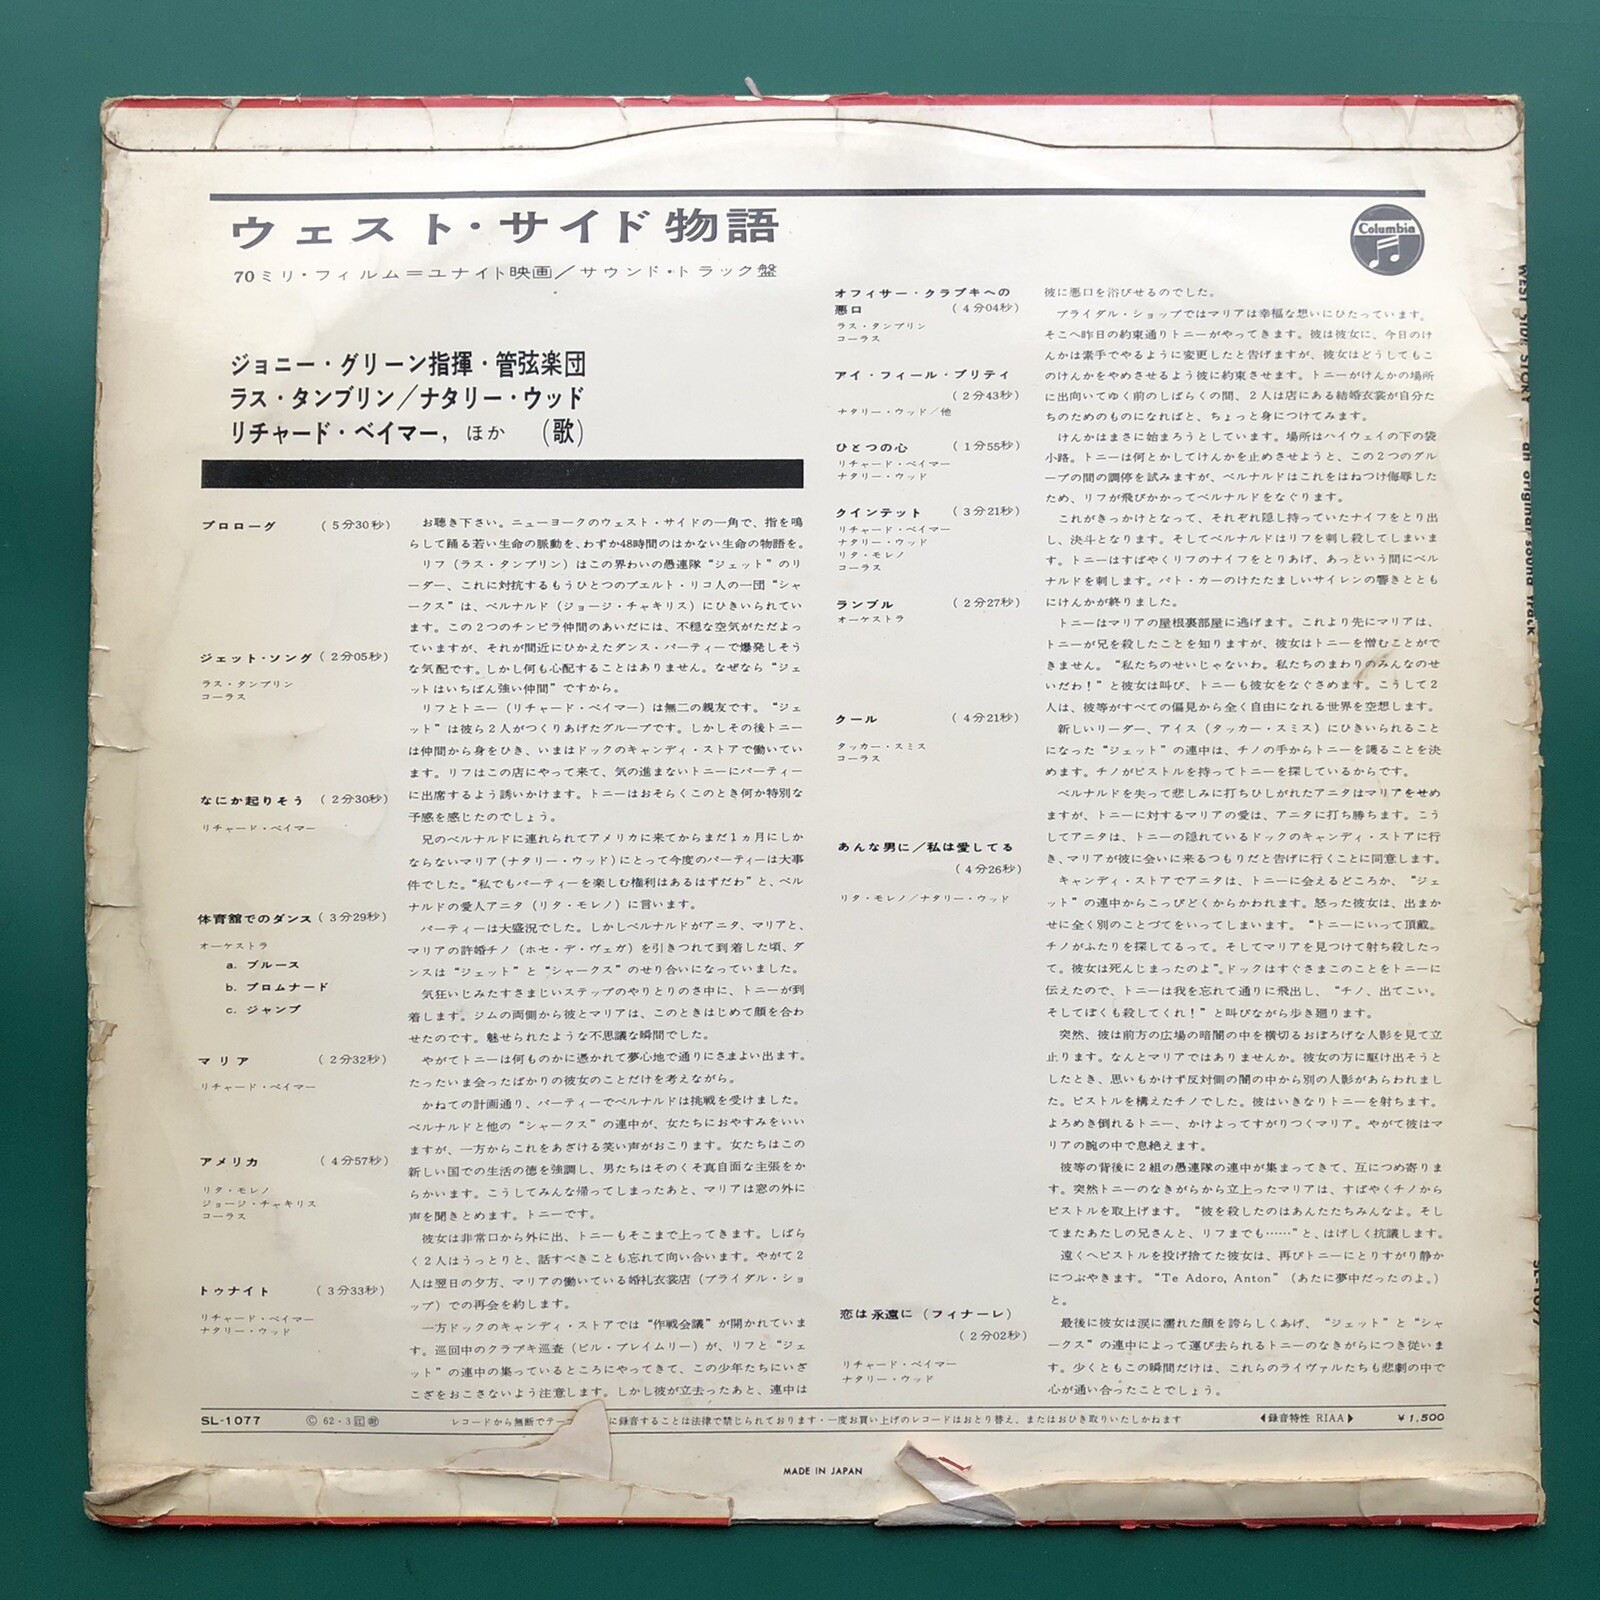 ウェスト・サイド物語
70ミリ・フィルム＝ユナイト映画／サウンド・トラック盤
Columbia
ジョニー・グリーン指揮・管弦楽団
ラス・タンブリン／ナタリー・ウッド
リチャード・ベイマー，ほか （歌）
プロローグ （5分30秒）
ジェット・ソング（2分05秒）
ラス・タンブリン
コーラス
なにか起りそう （2分30秒）
リチャード・ベイマー
体育館でのダンス（3分29秒）
オーケストラ
a. ブルース
b. プロムナード
c. ジャンプ
マリア （2分32秒）
リチャード・ベイマー
アメリカ （4分57秒）
リタ・モレノ
ジョージ・チャキリス
コーラス
トゥナイト （3分33秒）
リチャード・ベイマー
ナタリー・ウッド
お聴き下さい。ニューヨークのウェスト・サイドの一角で、指を鳴
らして踊る若い生命の脈動を、わずか48時間のはかない生命の物語を。
リフ（ラス・タンブリン）はこの界わいの愚連隊“ジェット”のリ
ーダー、これに対抗するもうひとつのプエルト・リコ人の一団“シャ
ークス”は、ベルナルド（ジョージ・チャキリス）にひきいられてい
ます。この２つのチンピラ仲間のあいだには、不穏な空気がただよっ
ていますが、それが間近にひかえたダンス・パーティーで爆発しそう
な気配です。しかし何も心配することはありません。なぜなら“ジェ
ットはいちばん強い仲間”ですから。
リフとトニー（リチャード・ベイマー）は無二の親友です。“ジェ
ット”は彼ら２人がつくりあげたグループです。しかしその後トニー
は仲間から身をひき、いまはドックのキャンディ・ストアで働いてい
ます。リフはこの店にやって来て、気の進まないトニーにパーティー
に出席するよう誘いかけます。トニーはおそらくこのとき何か特別な
予感を感じたのでしょう。
兄のベルナルドに連れられてアメリカに来てからまだ１ヵ月にしか
ならないマリア（ナタリー・ウッド）にとって今度のパーティーは大事
件でした。“私でもパーティーを楽しむ権利はあるはずだわ”と、ベル
ナルドの愛人アニタ（リタ・モレノ）に言います。
パーティーは大盛況でした。しかしベルナルドがアニタ、マリアと、
マリアの許婚チノ（ホセ・デ・ヴェガ）を引きつれて到着した頃、ダ
ンスは“ジェット”と“シャークス”のせり合いになっていました。
気狂いじみたすさまじいステップのやりとりのさ中に、トニーが到
着します。ジムの両側から彼とマリアは、このときはじめて顔を合わ
せたのです。魅せられたような不思議な瞬間でした。
やがてトニーは何ものかに憑かれて夢心地で通りにさまよい出ます。
たったいま会ったばかりの彼女のことだけを考えながら。
かねての計画通り、パーティーでベルナルドは挑戦を受けました。
ベルナルドと他の“シャークス”の連中が、女たちにおやすみをいい
ますが、一方からこれをあざける笑い声がおこります。女たちはこの
新しい国での生活の徳を強調し、男たちはそのくそ真面目な主張をか
らかいます。こうしてみんな帰ってしまったあと、マリアは窓の外に
声を聞きとめます。トニーです。
彼女は非常口から外に出、トニーもそこまで上ってきます。しばら
く２人はうっとりと、話すべきことも忘れて向い合います。やがて２
人は翌日の夕方、マリアの働いている婚礼衣裳店（ブライダル・ショ
ップ）での再会を約します。
一方ドックのキャンディ・ストアでは“作戦会議”が開かれていま
す。巡回中のクラブキ巡査（ビル・ブレイムリー）が、リフと“ジェ
ット”の連中の集っているところにやってきて、この少年たちにいざ
こざをおこさないよう注意します。しかし彼が立去ったあと、連中は
オフィサー・クラブキへの
悪口 （4分04秒）
ラス・タンブリン
コーラス
アイ・フィール・プリティ
（2分43秒）
ナタリー・ウッド／他
ひとつの心 （1分55秒）
リチャード・ベイマー
ナタリー・ウッド
クインテット （3分21秒）
リチャード・ベイマー
ナタリー・ウッド
リタ・モレノ
コーラス
ランブル （2分27秒）
オーケストラ
クール （4分21秒）
タッカー・スミス
コーラス
あんな男に／私は愛してる
（4分26秒）
リタ・モレノ／ナタリー・ウッド
恋は永遠に（フィナーレ）
（2分02秒）
リチャード・ベイマー
ナタリー・ウッド
彼に悪口を浴びせるのでした。
ブライダル・ショップではマリアは幸福な想いにひたっています。
そこへ昨日の約束通りトニーがやってきます。彼は彼女に、今日のけ
んかは素手でやるように変更したと告げますが、彼女はどうしてもこ
のけんかをやめさせるよう彼に約束させます。トニーがけんかの場所
に出向いてゆく前のしばらくの間、２人は店にある結婚衣裳が自分た
ちのためのものになればと、ちょっと身につけてみます。
けんかはまさに始まろうとしています。場所はハイウェイの下の袋
小路。トニーは何とかしてけんかを止めさせようと、この２つのグル
ープの間の調停を試みますが、ベルナルドはこれをはねつけ侮辱した
ため、リフが飛びかかってベルナルドをなぐります。
これがきっかけとなって、それぞれ隠し持っていたナイフをとり出
し、決斗となります。そしてベルナルドはリフを刺し殺してしまいま
す。トニーはすばやくリフのナイフをとりあげ、あっという間にベル
ナルドを刺します。パト・カーのけたたましいサイレンの響きととも
にけんかが終りました。
トニーはマリアの屋根裏部屋に逃げます。これより先にマリアは、
トニーが兄を殺したことを知りますが、彼女はトニーを憎むことがで
きません。“私たちのせいじゃないわ。私たちのまわりのみんなのせ
いだわ！”と彼女は叫び、トニーも彼女をなぐさめます。こうして２
人は、彼等がすべての偏見から全く自由になれる世界を空想します。
新しいリーダー、アイス（タッカー・スミス）にひきいられること
になった“ジェット”の連中は、チノの手からトニーを護ることを決
めます。チノがピストルを持ってトニーを探しているからです。
ベルナルドを失って悲しみに打ちひしがれたアニタはマリアをせめ
ますが、トニーに対するマリアの愛は、アニタに打ち勝ちます。こう
してアニタは、トニーの隠れているドックのキャンディ・ストアに行
き、マリアが彼に会いに来るつもりだと告げに行くことに同意します。
キャンディ・ストアでアニタは、トニーに会えるどころか、“ジェ
ット”の連中からこっぴどくからかわれます。怒った彼女は、出まか
せに全く別のことづてをいってしまいます。“トニーにいって頂戴。
チノがふたりを探してるって。そしてマリアを見つけて射ち殺したっ
て。彼女は死んじまったのよ”。ドックはすぐさまこのことをトニーに
伝えたので、トニーは我を忘れて通りに飛出し、“チノ、出てこい。
そしてぼくも殺してくれ！”と叫びながら歩き廻ります。
突然、彼は前方の広場の暗闇の中を横切るおぼろげな人影を見て立
止ります。なんとマリアではありませんか。彼女の方に駆け出そうと
したとき、思いもかけず反対側の闇の中から別の人影があらわれまし
た。ピストルを構えたチノでした。彼はいきなりトニーを射ちます。
よろめき倒れるトニー、かけよってすがりつくマリア。やがて彼はマ
リアの腕の中で息絶えます。
彼等の背後に２組の愚連隊の連中が集まってきて、互につめ寄りま
す。突然トニーのなきがらから立上ったマリアは、すばやくチノから
ピストルを取上げます。“彼を殺したのはあんたたちみんなよ。そし
てまたあたしの兄さんと、リフまでも……”と、はげしく抗議します。
遠くへピストルを投げ捨てた彼女は、再びトニーにとりすがり静か
につぶやきます。“Te Adoro, Anton”（あたに夢中だったのよ。）
と。
最後に彼女は涙に濡れた顔を誇らしくあげ、“ジェット”と“シャ
ークス”の連中によって運び去られるトニーのなきがらにつき従いま
す。少くともこの瞬間だけは、これらのライヴァルたちも悲劇の中で
心が通い合ったことでしょう。
SL-1077 Ⓒ 62・3 レコードから無断でテー に録音することは法律で禁じられております・一度お買い上げのレコードはおとり替え、またはおひき取りいたしかねます ◀録音特性 RIAA▶ ￥1,500
MADE IN JAPAN
WEST SIDE STORY an original sound track
SL-1077